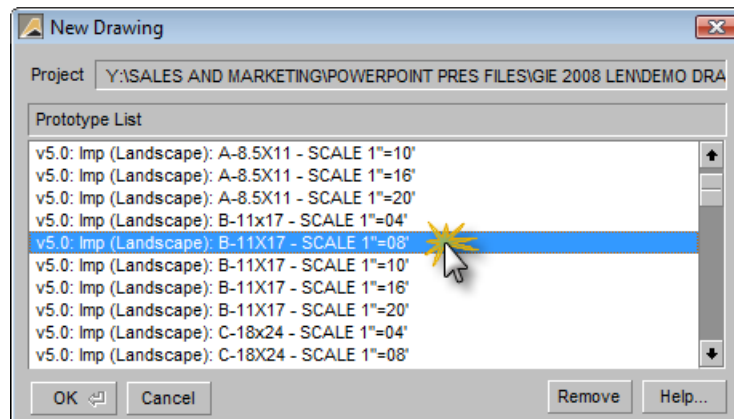 New Drawing
Project Y:\SALES AND MARKETING\POWERPOINT PRES FILES\GIE 2008 LEN\DEMO DRA
Prototype List
v5.0: Imp (Landscape): A-8.5X11 - SCALE 1"=10'
v5.0: Imp (Landscape): A-8.5X11 - SCALE 1"=16'
v5.0: Imp (Landscape): A-8.5X11 - SCALE 1"=20'
v5.0: Imp (Landscape): B-11x17 - SCALE 1"=04'
v5.0: Imp (Landscape): B-11X17 - SCALE 1"=08'
v5.0: Imp (Landscape): B-11X17 - SCALE 1"=10'
v5.0: Imp (Landscape): B-11X17 - SCALE 1"=16'
v5.0: Imp (Landscape): B-11X17 - SCALE 1"=20'
v5.0: Imp (Landscape): C-18x24 - SCALE 1"=04'
v5.0: Imp (Landscape): C-18X24 - SCALE 1"=08'
OK Cancel Remove Help...